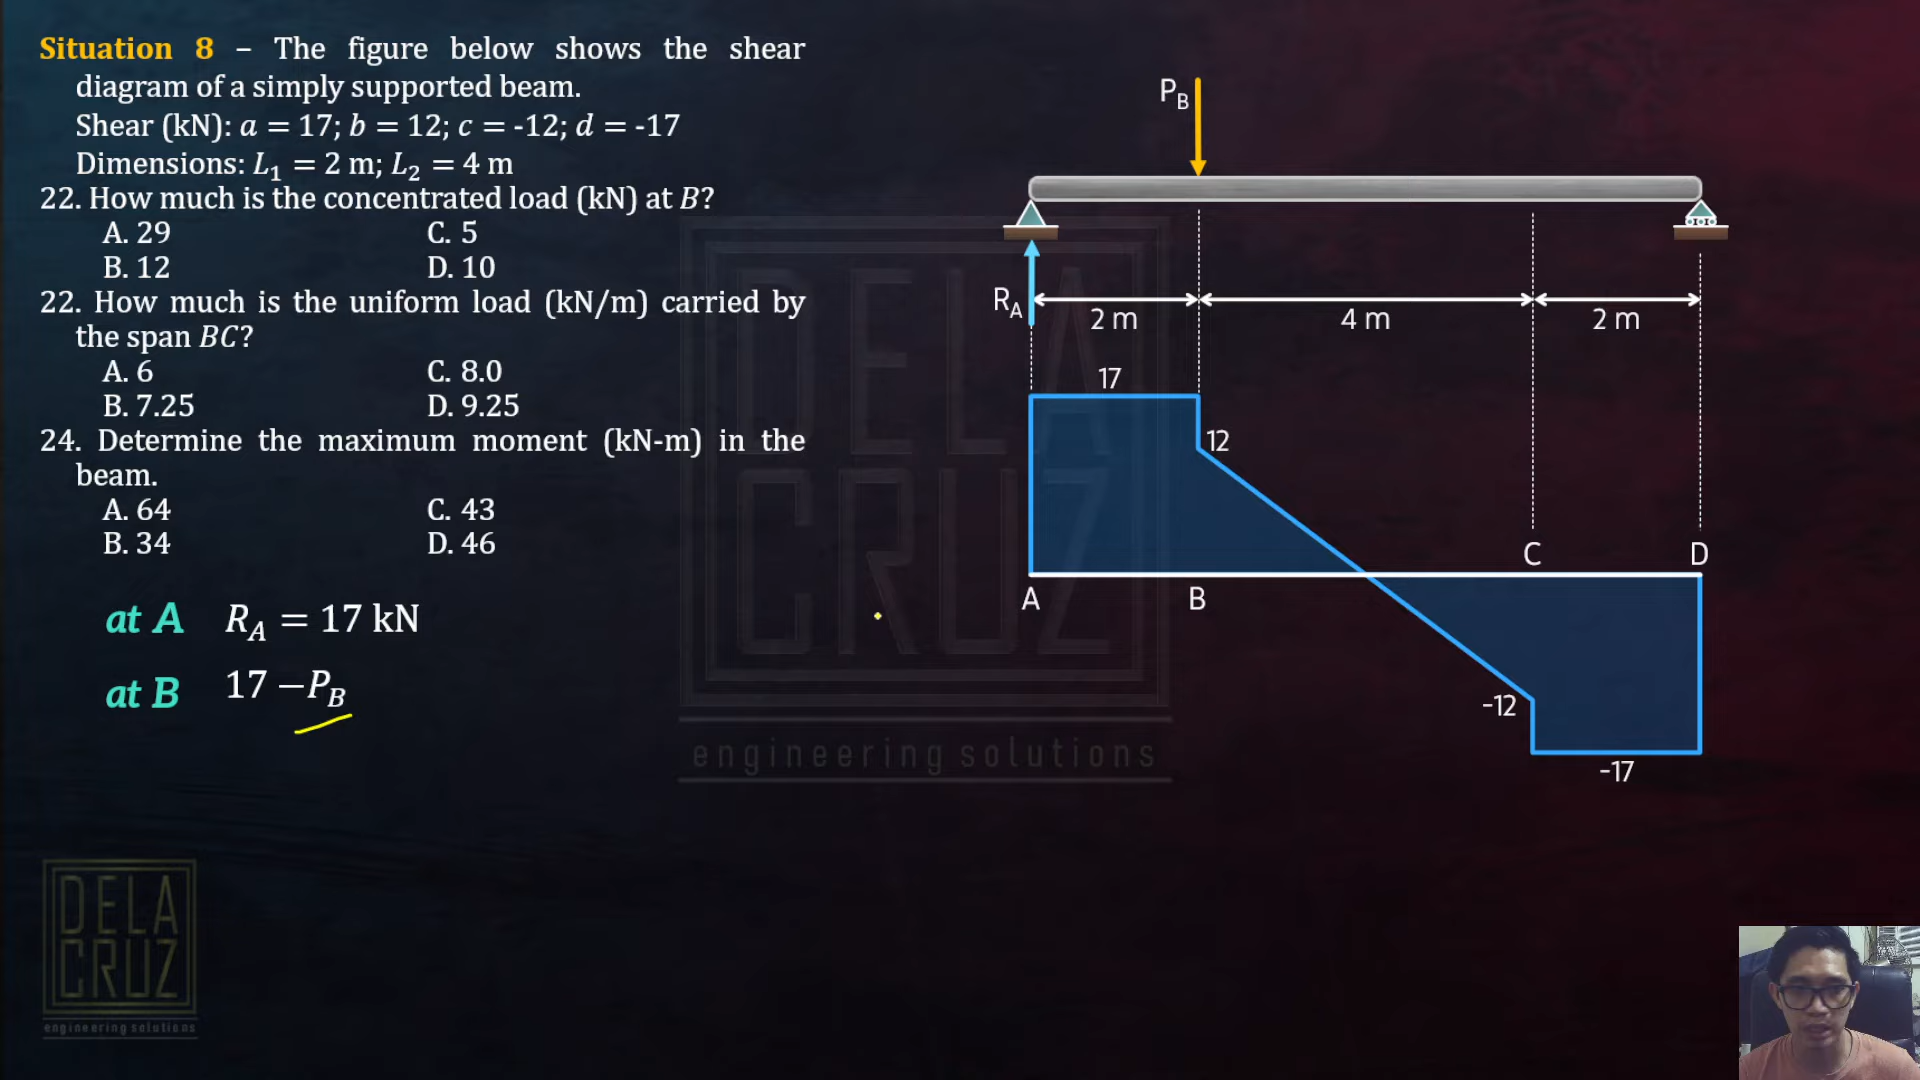 Situation 8 – The figure below shows the shear
diagram of a simply supported beam.
Shear (kN): a = 17; b = 12; c = -12; d = -17
Dimensions: L₁ = 2 m; L₂ = 4 m
22. How much is the concentrated load (kN) at B?
A. 29 C. 5
B. 12 D. 10
22. How much is the uniform load (kN/m) carried by
the span BC?
A. 6 C. 8.0
B. 7.25 D. 9.25
24. Determine the maximum moment (kN-m) in the
beam.
A. 64 C. 43
B. 34 D. 46
at A R_A = 17 kN
at B 17 −P_B
P_B
R_A
2 m 4 m 2 m
17
12
C D
A B
-12
-17
DELA
CRUZ
engineering solutions
DELA
CRUZ
engineering solutions